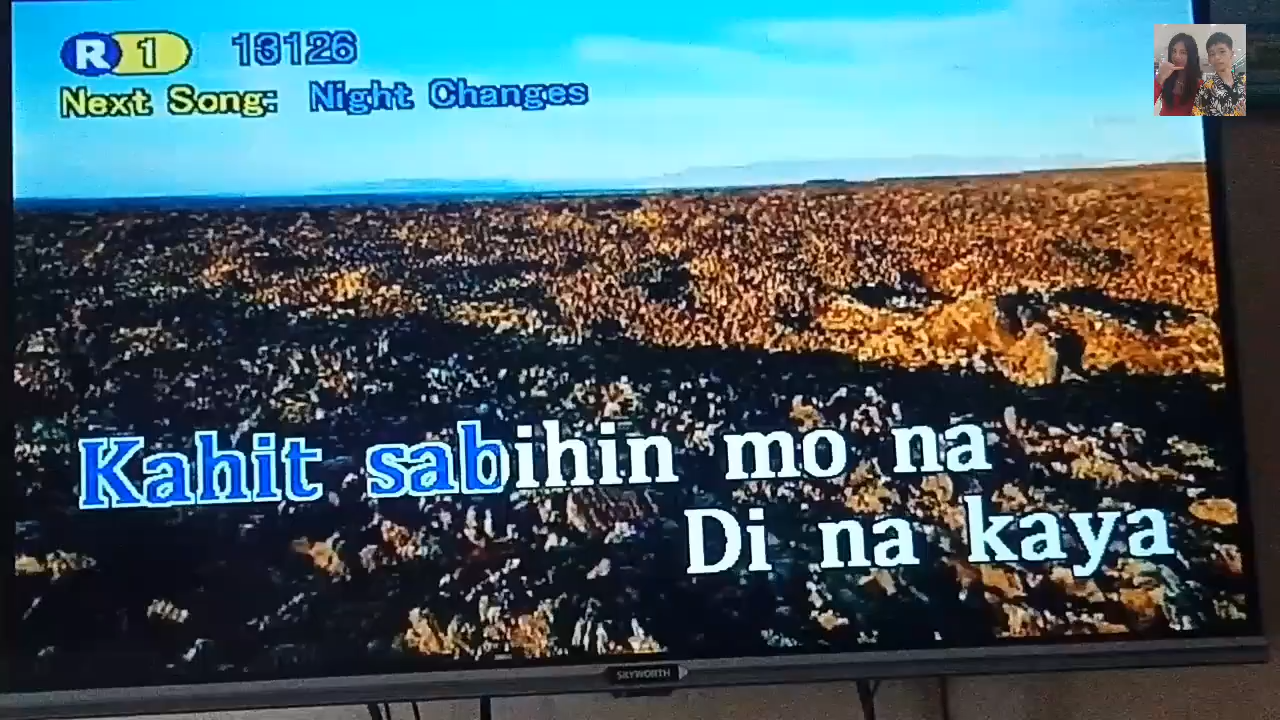 R 1 13126
Next Song: Night Changes
Kahit sabihin mo na
Di na kaya
SKYWORTH